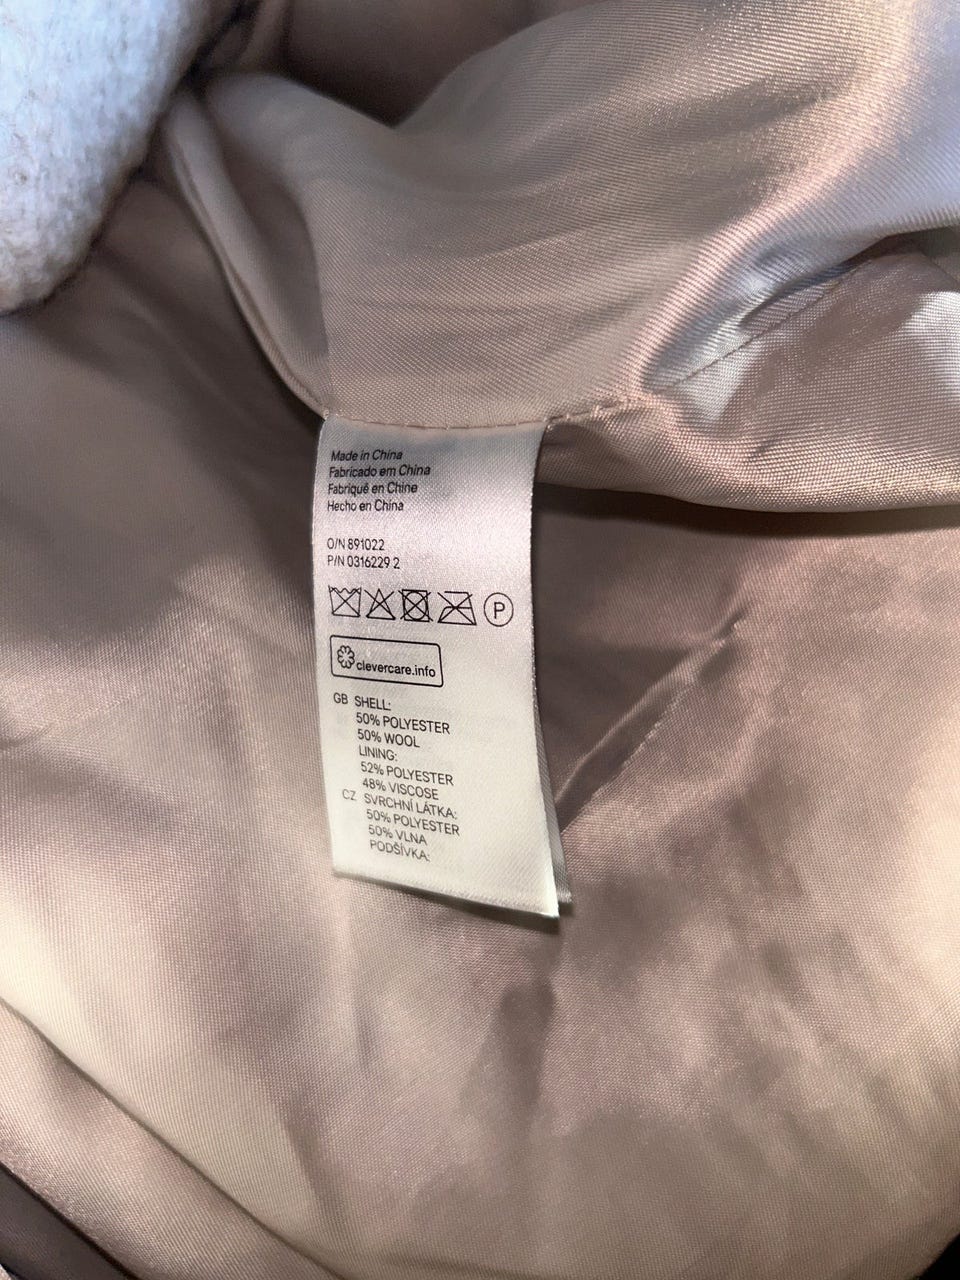 Made in China
Fabricado em China
Fabriqué en Chine
Hecho en China
O/N 891022
P/N 0316229 2
P
clevercare.info
GB SHELL:
50% POLYESTER
50% WOOL
LINING:
52% POLYESTER
48% VISCOSE
CZ SVRCHNÍ LÁTKA:
50% POLYESTER
50% VLNA
PODŠÍVKA: